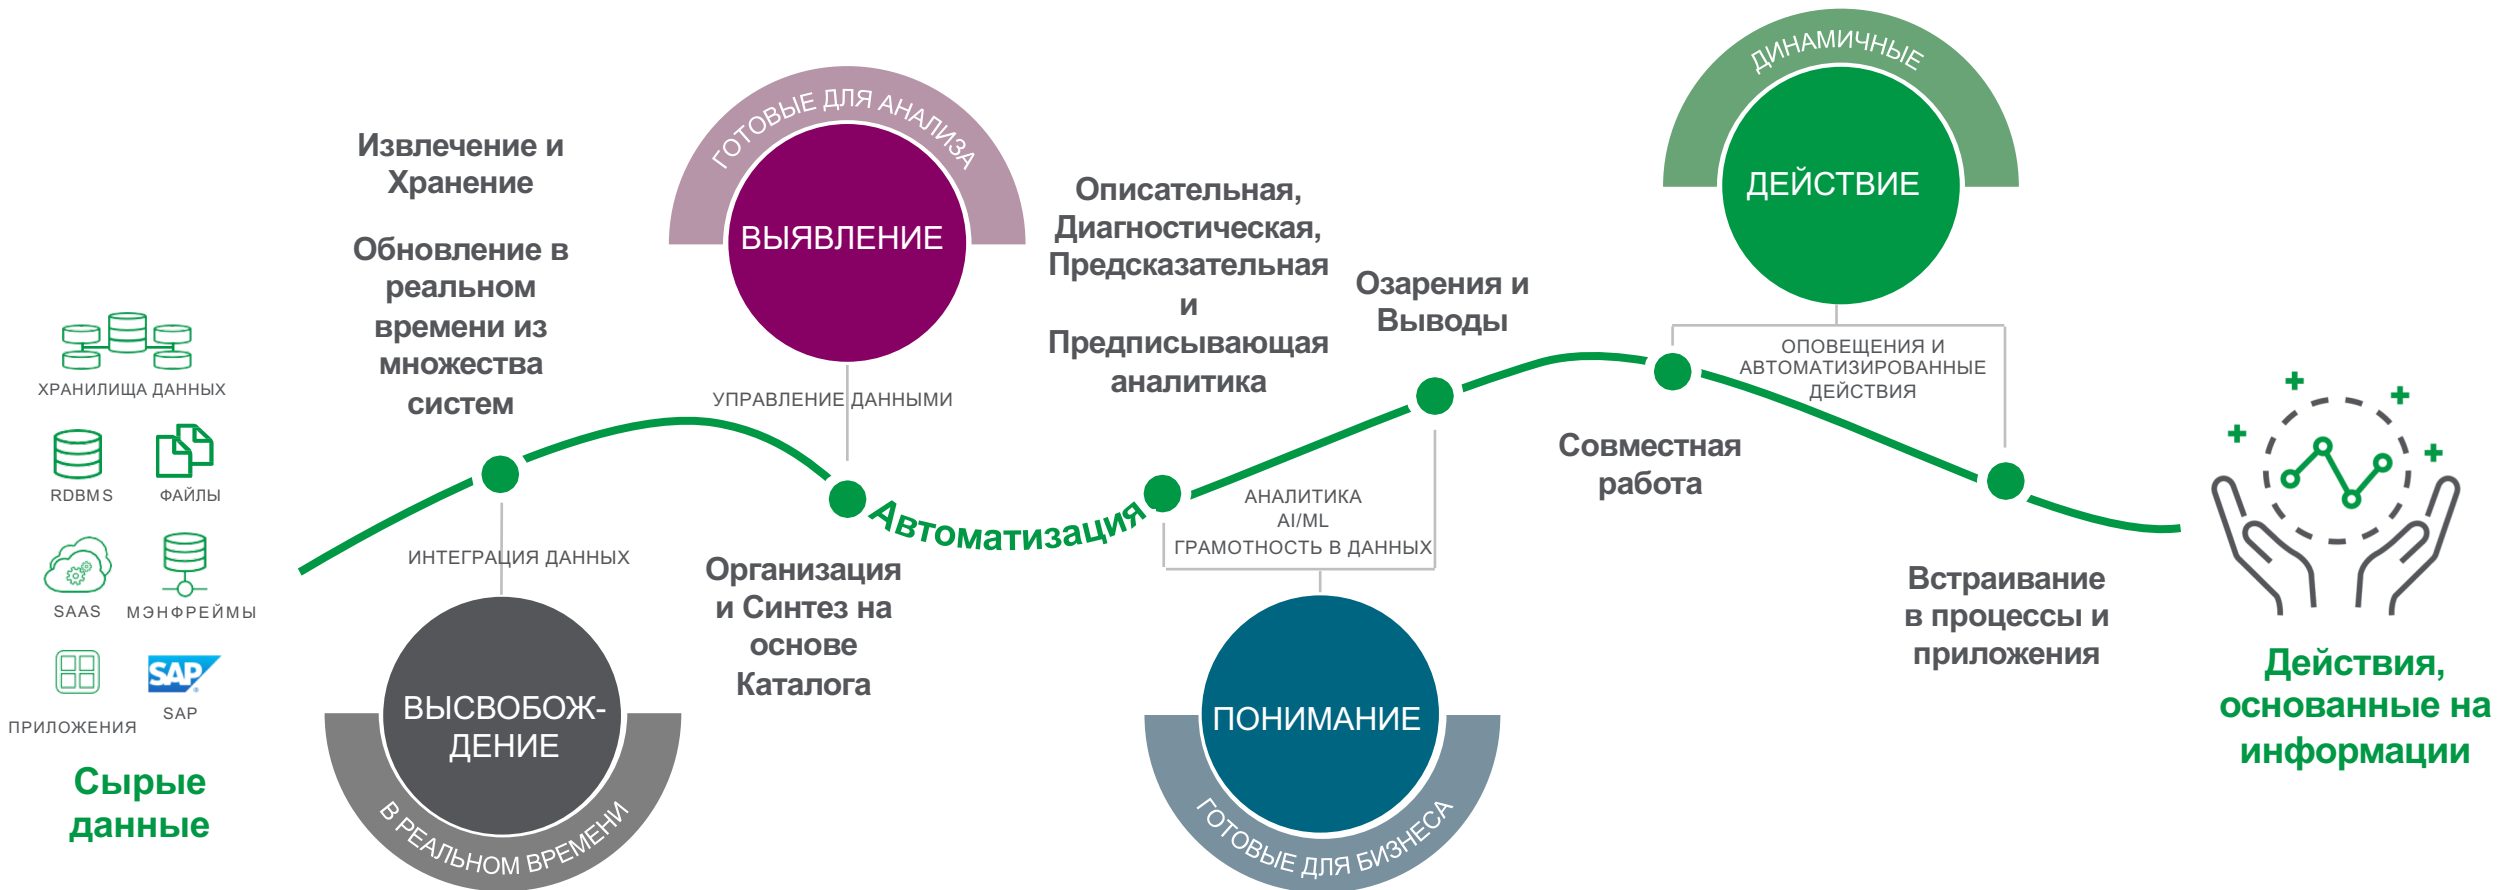 ХРАНИЛИЩА ДАННЫХ
RDBMS
ФАЙЛЫ
SAAS
МЭНФРЕЙМЫ
ПРИЛОЖЕНИЯ
SAP
SAP
Сырые
данные
Извлечение и
Хранение
Обновление в
реальном
времени из
множества
систем
ИНТЕГРАЦИЯ ДАННЫХ
ВЫСВОБОЖ-
ДЕНИЕ
В РЕАЛЬНОМ ВРЕМЕНИ
ГОТОВЫЕ ДЛЯ АНАЛИЗА
ВЫЯВЛЕНИЕ
УПРАВЛЕНИЕ ДАННЫМИ
Автоматизация
Организация
и Синтез на
основе
Каталога
Описательная,
Диагностическая,
Предсказательная
и
Предписывающая
аналитика
Озарения и
Выводы
АНАЛИТИКА
AI/ML
ГРАМОТНОСТЬ В ДАННЫХ
ПОНИМАНИЕ
ГОТОВЫЕ ДЛЯ БИЗНЕСА
ДИНАМИЧНЫЕ
ДЕЙСТВИЕ
ОПОВЕЩЕНИЯ И
АВТОМАТИЗИРОВАННЫЕ
ДЕЙСТВИЯ
Совместная
работа
Встраивание
в процессы и
приложения
Действия,
основанные на
информации